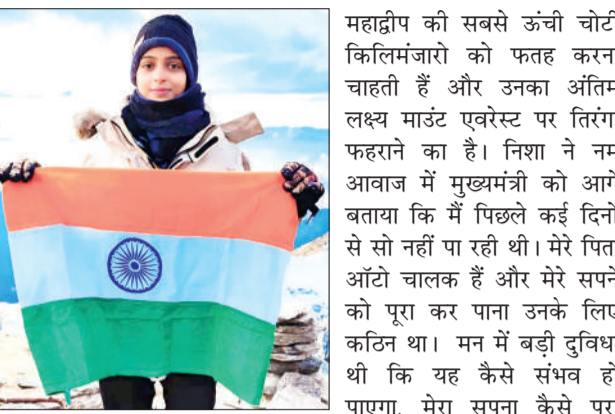 महाद्वीप की सबसे ऊंची चोटी
किलिमंजारो को फतह करन
चाहती हैं और उनका अंतिम
लक्ष्य माउंट एवरेस्ट पर तिरंग
फहराने का है। निशा ने नम
आवाज में मुख्यमंत्री को आगे
बताया कि मैं पिछले कई दिनो
से सो नहीं पा रही थी। मेरे पित
ऑटो चालक हैं और मेरे सपने
को पूरा कर पाना उनके लिए
कठिन था। मन में बड़ी दुविध
थी कि यह कैसे संभव हो
पाएगा, मेरा सपना कैसे पूर